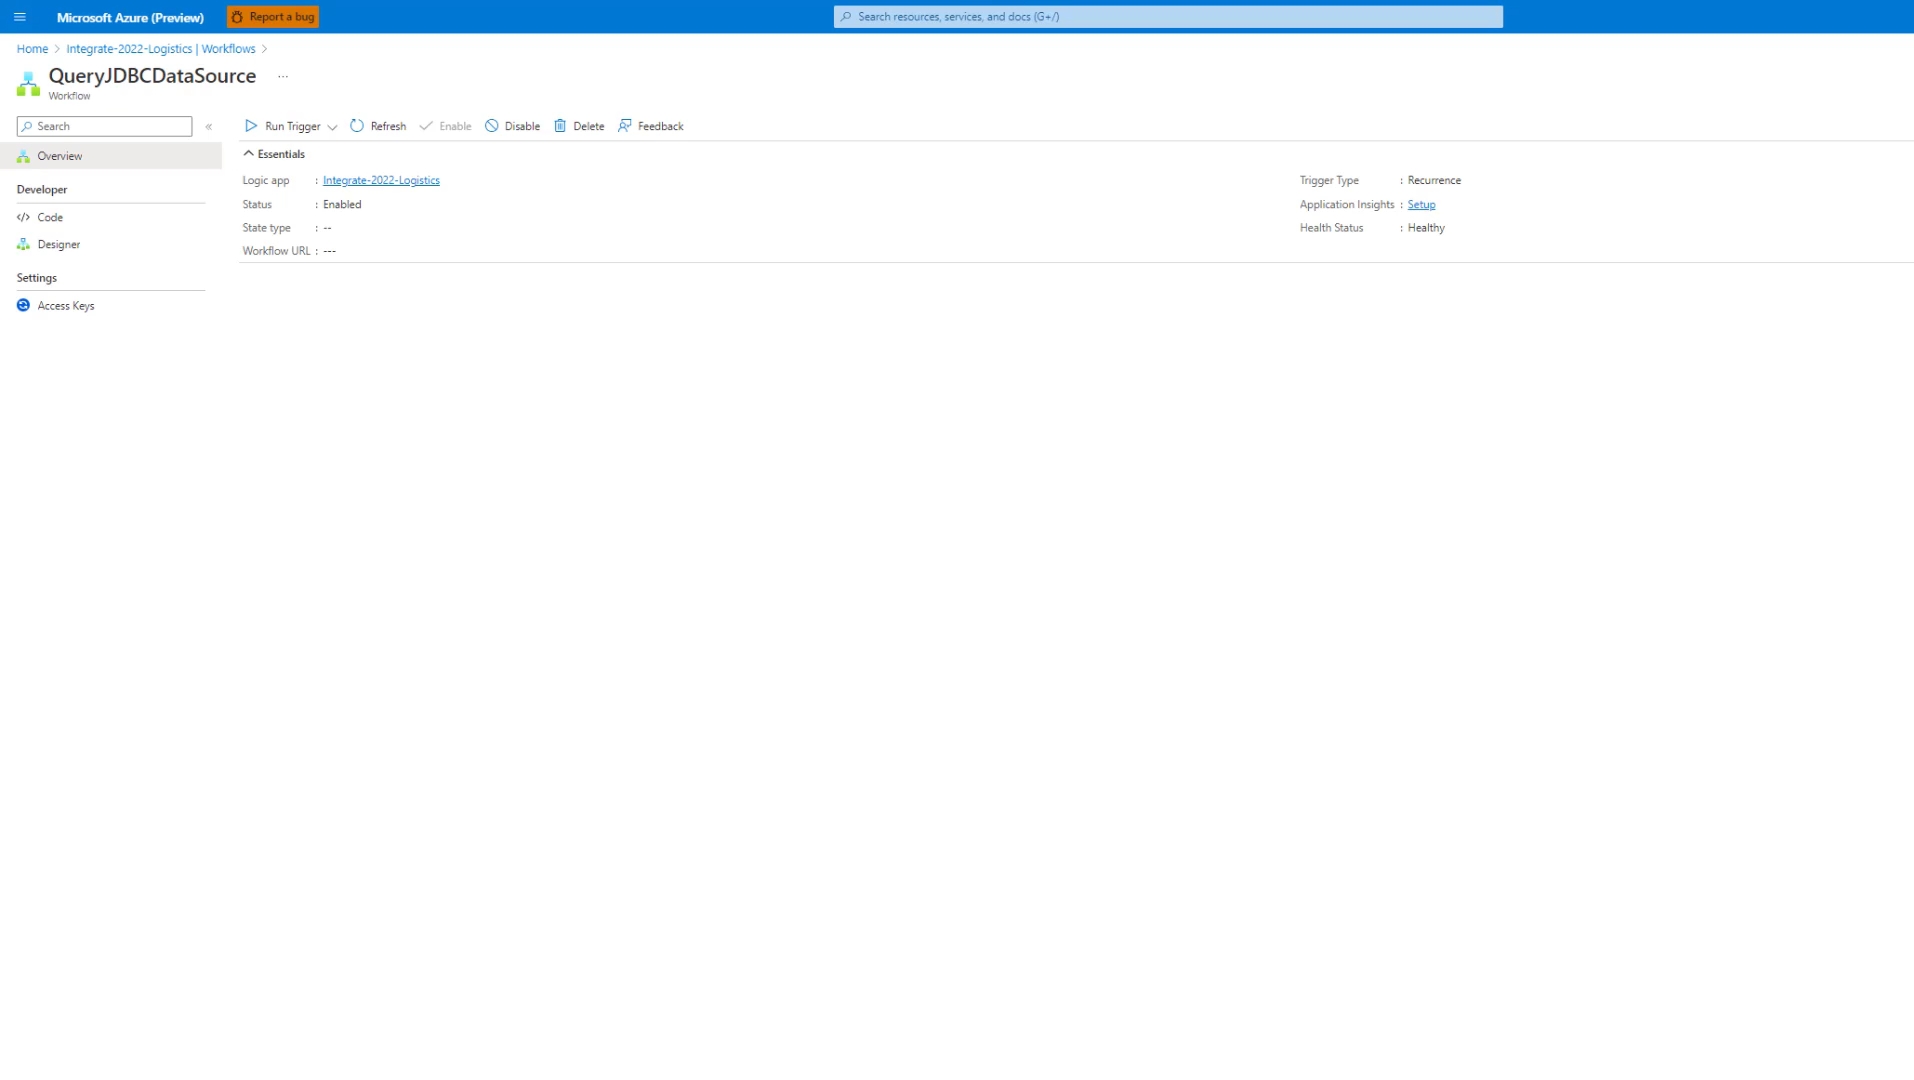 Microsoft Azure (Preview) Report a bug Search resources, services, and docs (G+/)
Home > Integrate-2022-Logistics | Workflows >
QueryJDBCDataSource ...
Workflow
Search «
Run Trigger Refresh Enable Disable Delete Feedback
Overview
Developer
</> Code
Designer
Settings
Access Keys
Essentials
Logic app : Integrate-2022-Logistics
Status : Enabled
State type : --
Workflow URL : ---
Trigger Type : Recurrence
Application Insights : Setup
Health Status : Healthy